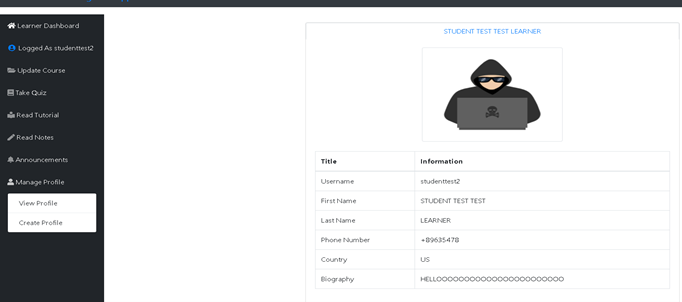 Learner Dashboard
Logged As studenttest2
Update Course
Take Quiz
Read Tutorial
Read Notes
Announcements
Manage Profile
View Profile
Create Profile
STUDENT TEST TEST LEARNER
Title Information
Username studenttest2
First Name STUDENT TEST TEST
Last Name LEARNER
Phone Number +89635478
Country US
Biography HELLOOOOOOOOOOOOOOOOOOOOOOOO